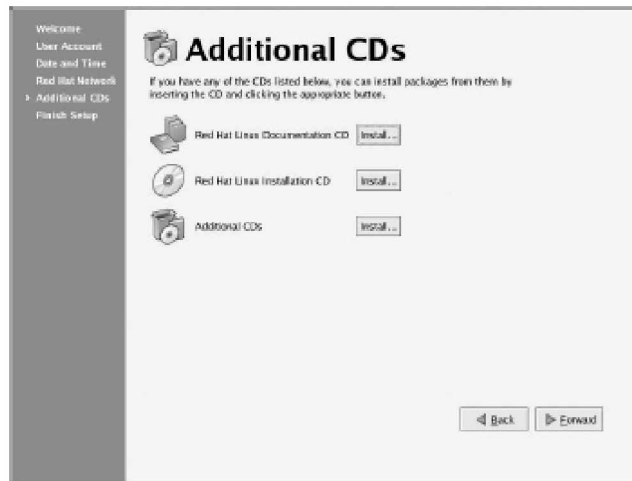 Welcome
User Account
Date and Time
Red Hat Network
Additional CDs
Finish Setup
Additional CDs
If you have any of the CDs listed below, you can install packages from them by
inserting the CD and clicking the appropriate button.
Red Hat Linux Documentation CD Install...
Red Hat Linux Installation CD Install...
Additional CDs Install...
Back Forward